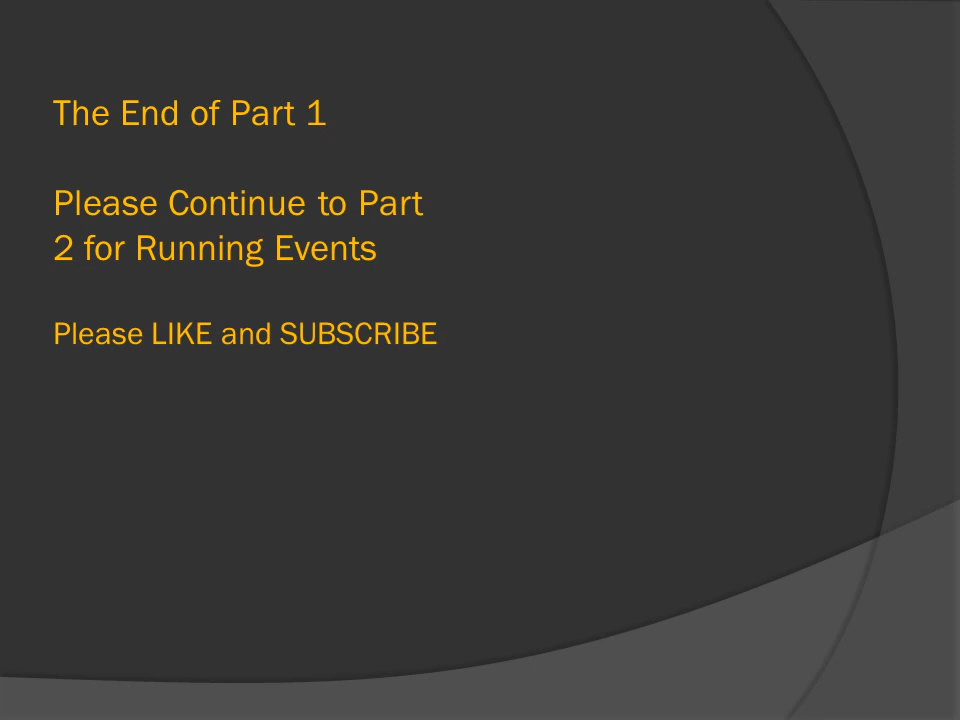 The End of Part 1
Please Continue to Part
2 for Running Events
Please LIKE and SUBSCRIBE